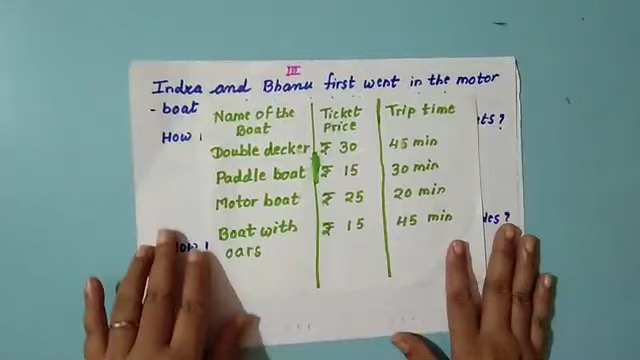 III
Indra and Bhanu first went in the motor
- boat
How
ets?
Name of the Boat | Ticket Price | Trip time
Double decker | ₹ 30 | 45 min
Paddle boat | ₹ 15 | 30 min
Motor boat | ₹ 25 | 20 min
Boat with oars | ₹ 15 | 45 min
How
des?